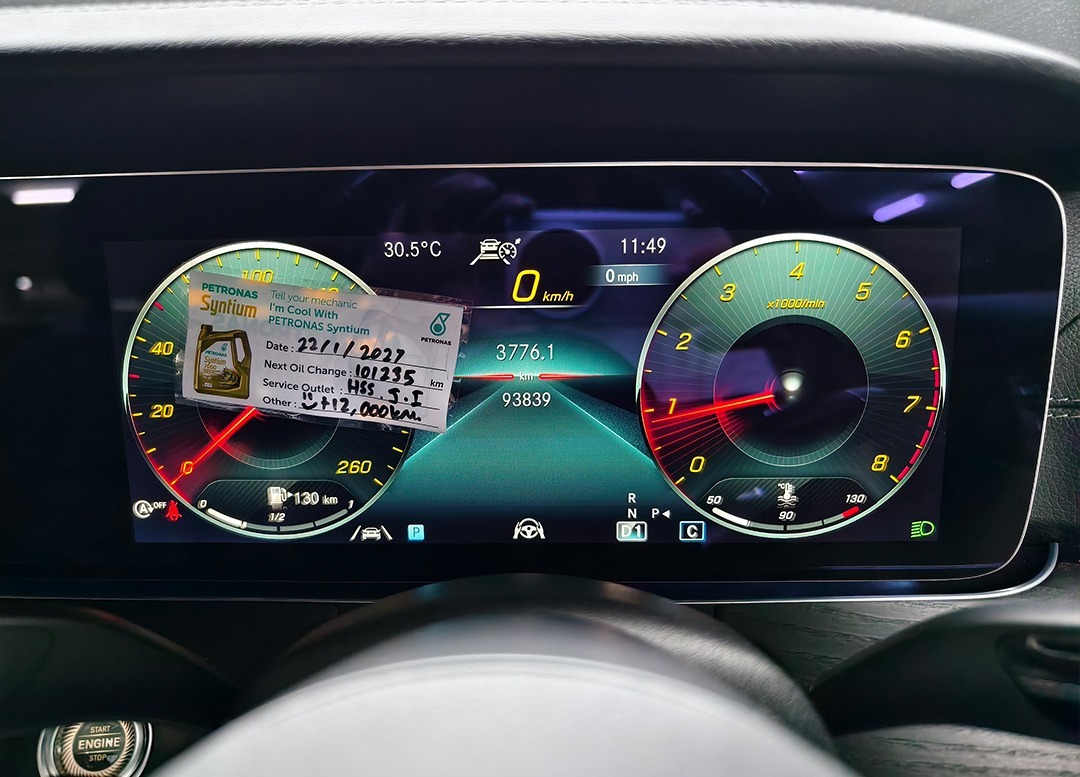 30.5°C
11:49
0 km/h
0 mph
100
40
20
0
260
PETRONAS
Syntium
Tell your mechanic
I'm Cool With
PETRONAS Syntium
PETRONAS
Date : 22/1/2027
Next Oil Change : 101235 km
Service Outlet : HSS J.I
Other : +12,000km
PETRONAS
Syntium
3776.1
km
93839
x1000/min
0
1
2
3
4
5
6
7
8
0
1/2
1
130 km
A OFF
P
R
N
D1
P
C
50
90
130
°C
START
ENGINE
STOP